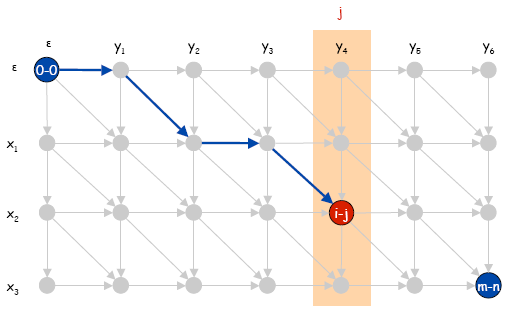 j
ε y₁ y₂ y₃ y₄ y₅ y₆
ε 0-0
x₁
x₂ i-j
x₃ m-n